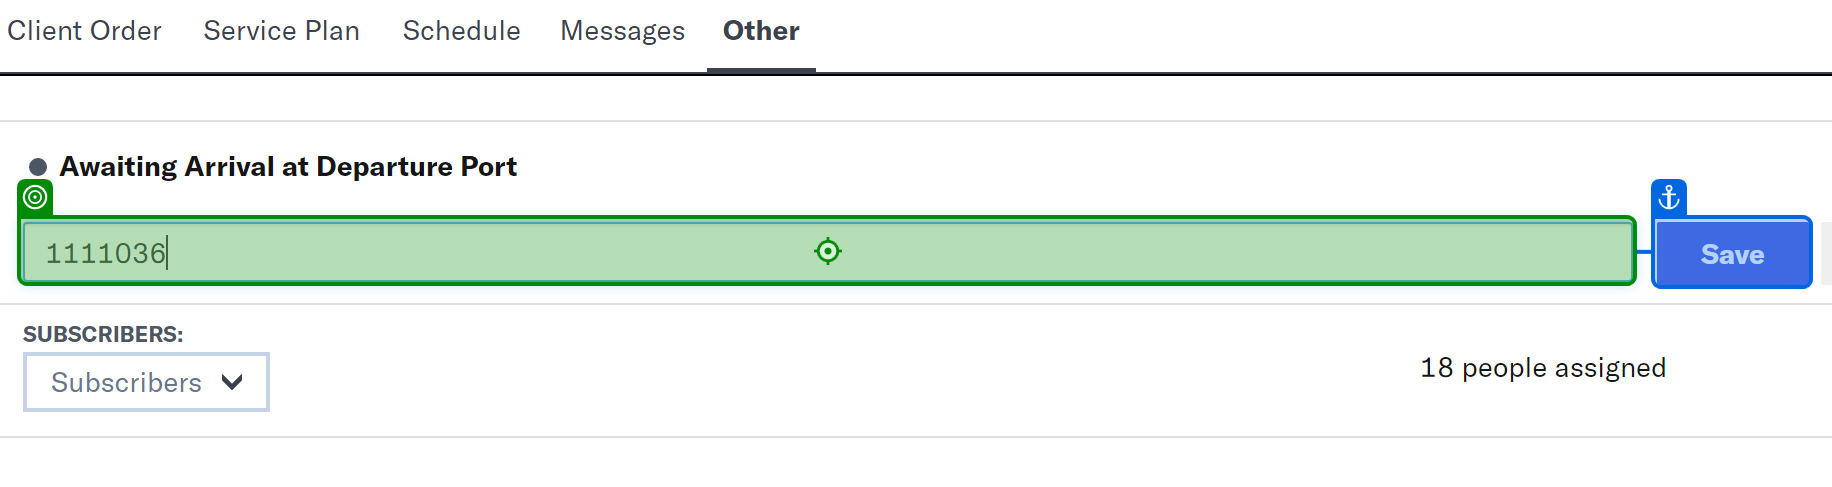 Client Order Service Plan Schedule Messages Other
Awaiting Arrival at Departure Port
1111036 Save
SUBSCRIBERS:
Subscribers
18 people assigned